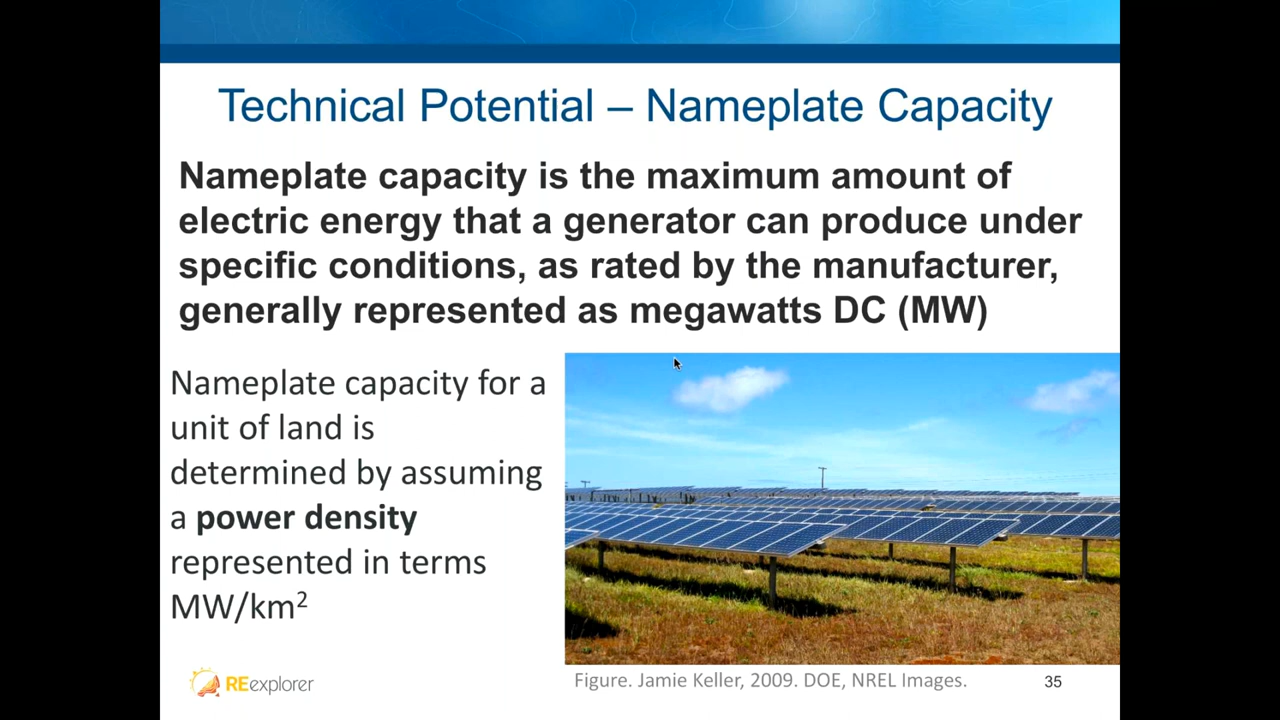 Technical Potential – Nameplate Capacity
Nameplate capacity is the maximum amount of
electric energy that a generator can produce under
specific conditions, as rated by the manufacturer,
generally represented as megawatts DC (MW)
Nameplate capacity for a
unit of land is
determined by assuming
a power density
represented in terms
MW/km²
REexplorer
Figure. Jamie Keller, 2009. DOE, NREL Images.
35